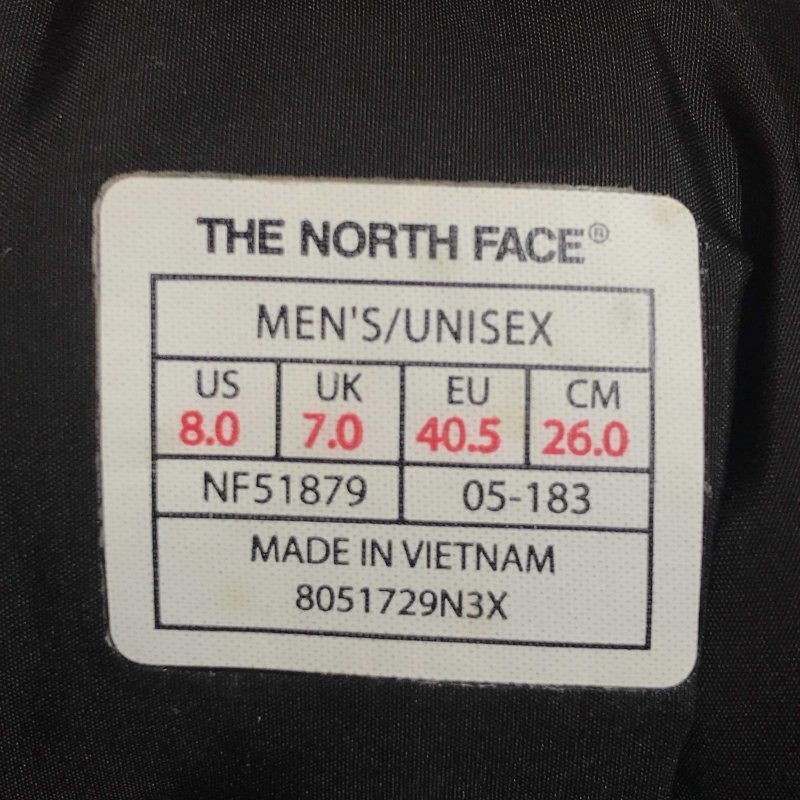 THE NORTH FACE®
MEN'S/UNISEX
US UK EU CM
8.0 7.0 40.5 26.0
NF51879 05-183
MADE IN VIETNAM
8051729N3X